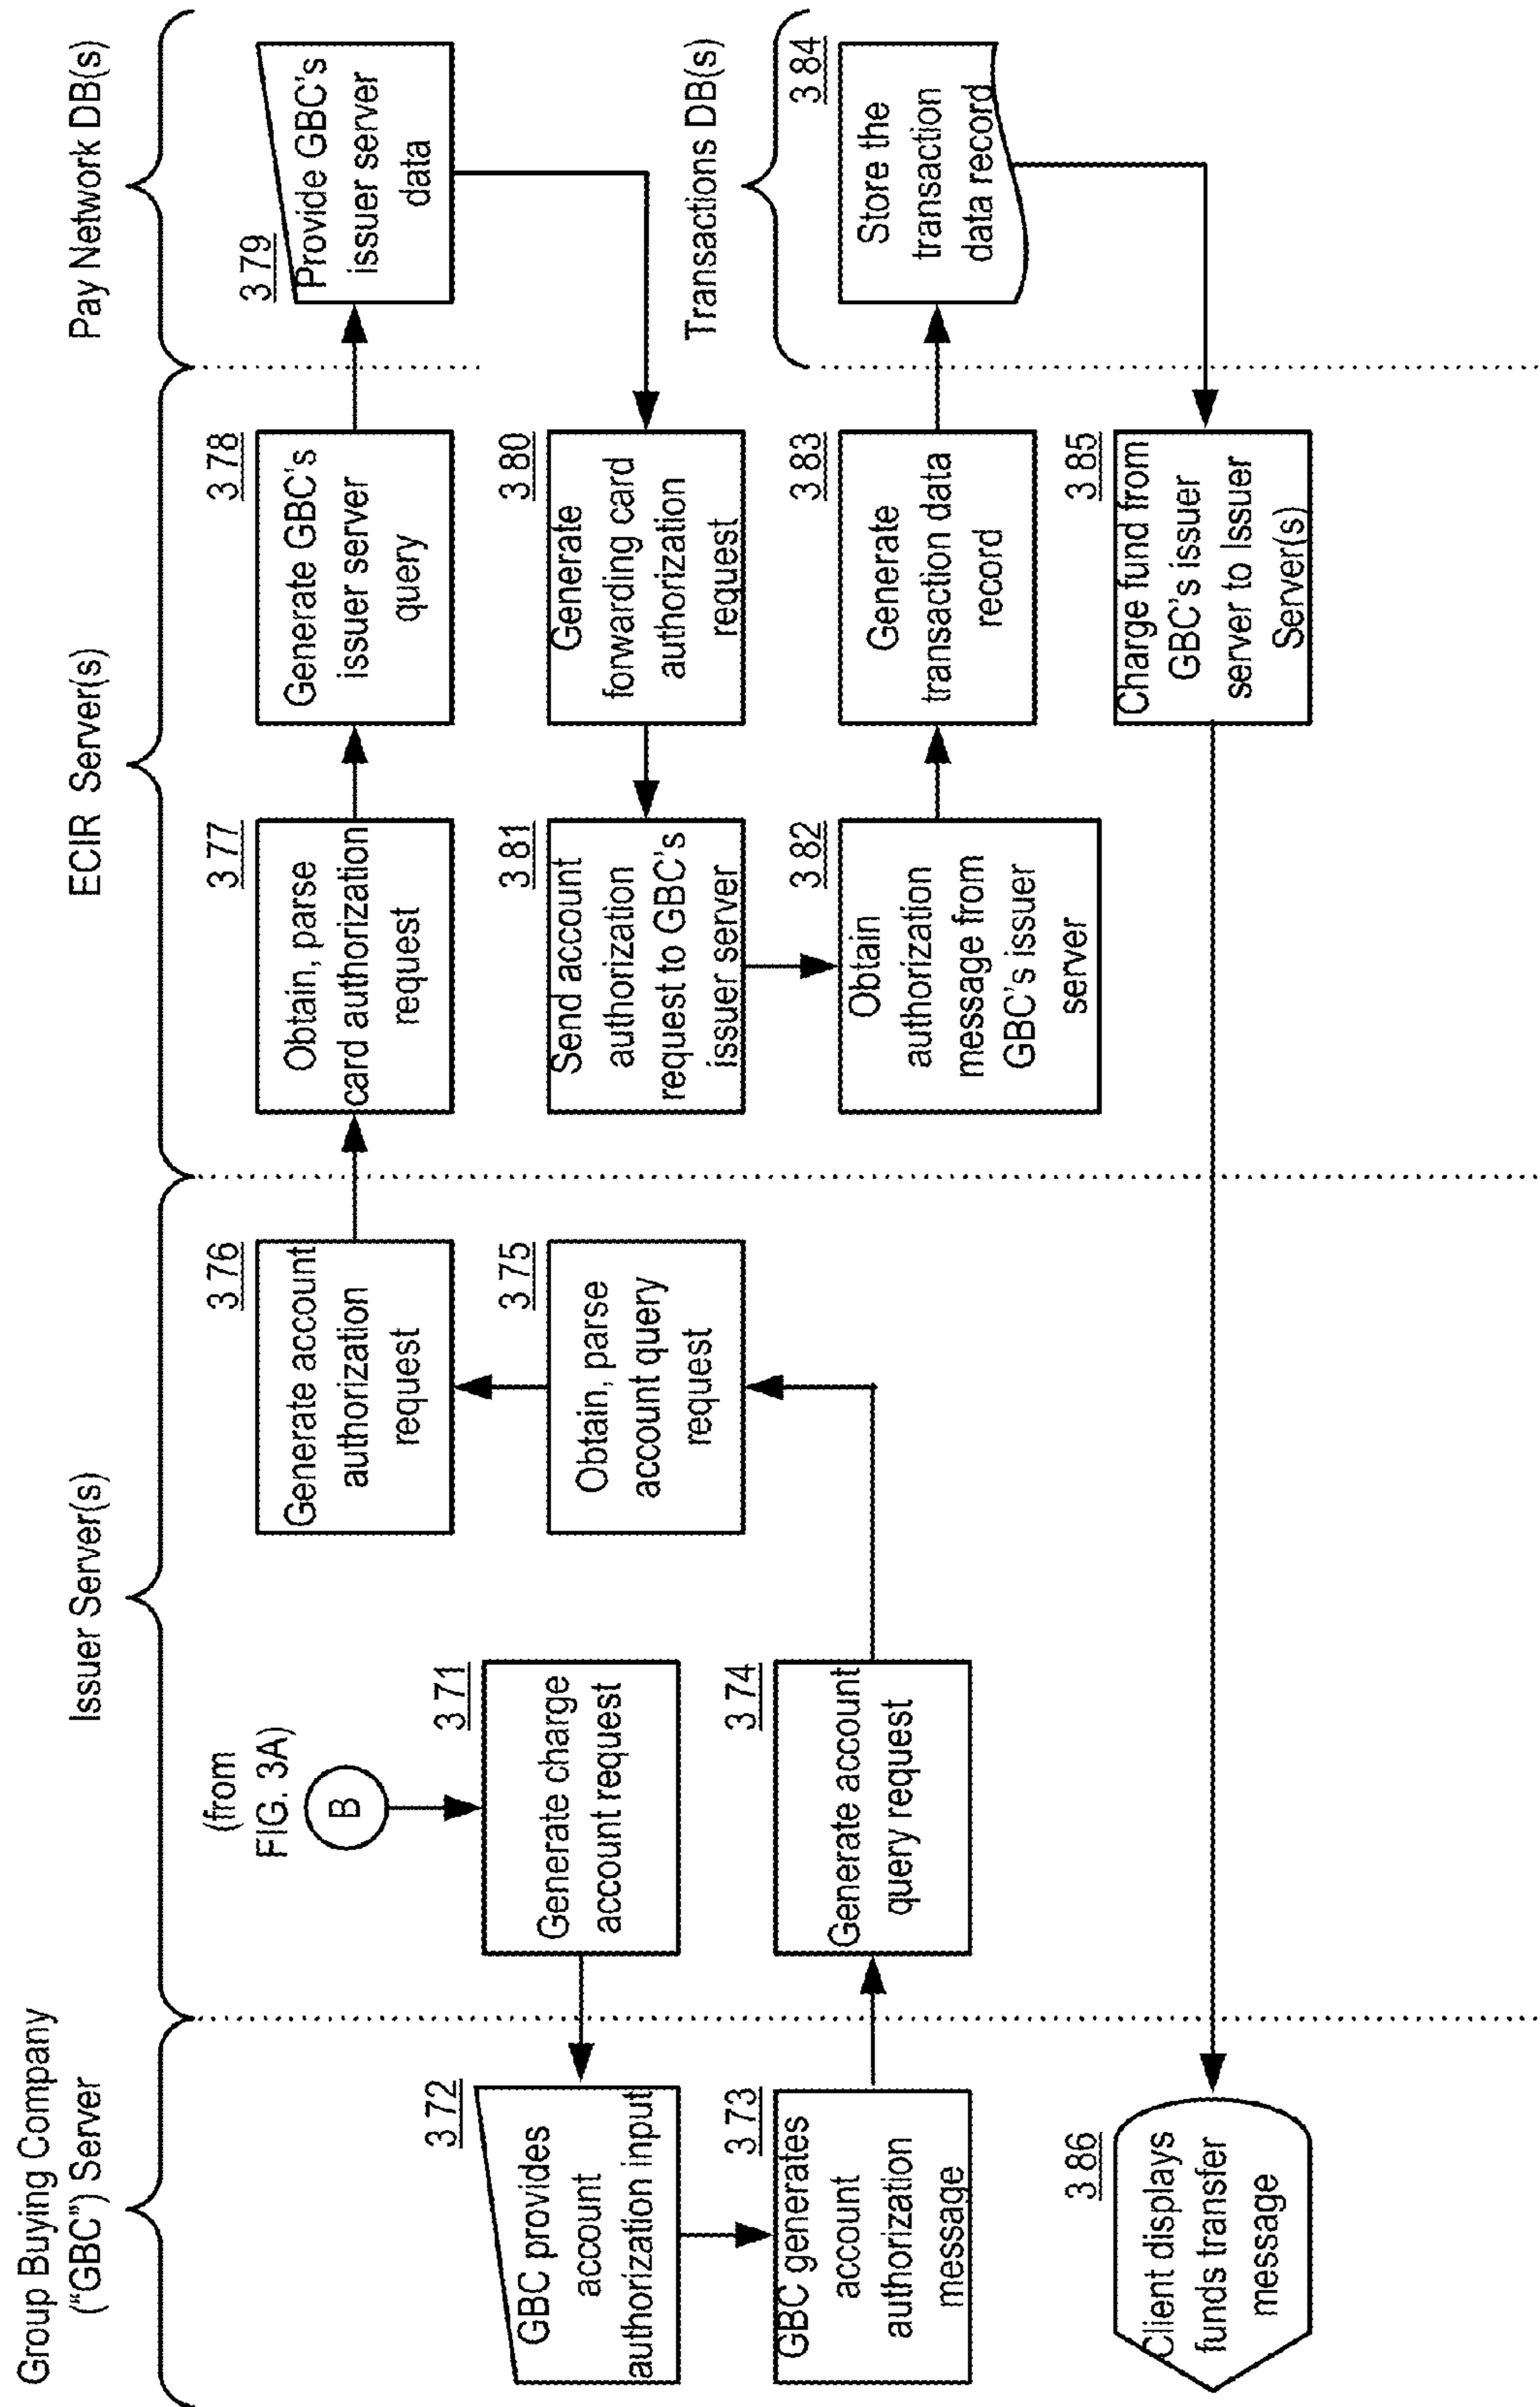 Group Buying Company
("GBC") Server
Issuer Server(s)
ECIR Server(s)
Pay Network DB(s)
(from
FIG. 3A)
B
3 71
Generate charge
account request
3 72
GBC provides
account
authorization input
3 73
GBC generates
account
authorization
message
3 74
Generate account
query request
3 75
Obtain, parse
account query
request
3 76
Generate account
authorization
request
3 77
Obtain, parse
card authorization
request
3 78
Generate GBC's
issuer server
query
3 79
Provide GBC's
issuer server
data
3 80
Generate
forwarding card
authorization
request
3 81
Send account
authorization
request to GBC's
issuer server
3 82
Obtain
authorization
message from
GBC's issuer
server
3 83
Generate
transaction data
record
Transactions DB(s)
3 84
Store the
transaction
data record
3 85
Charge fund from
GBC's issuer
server to Issuer
Server(s)
3 86
Client displays
funds transfer
message